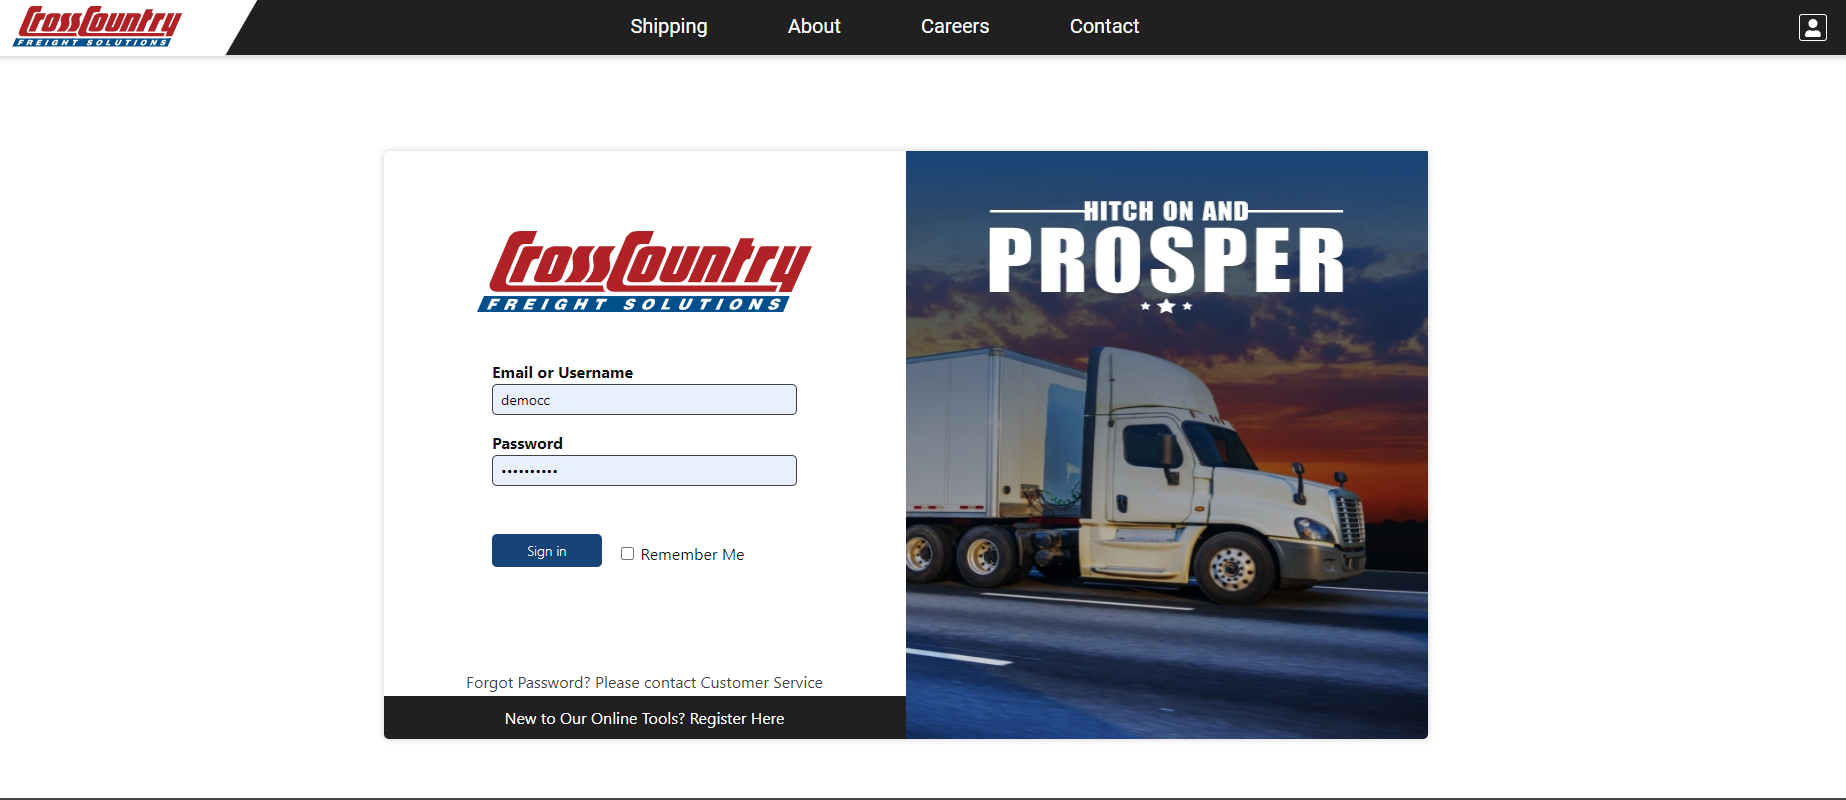 CrossCountry
FREIGHT SOLUTIONS
Shipping
About
Careers
Contact
CrossCountry
FREIGHT SOLUTIONS
Email or Username
democc
Password
••••••••••
Sign in
Remember Me
Forgot Password? Please contact Customer Service
New to Our Online Tools? Register Here
HITCH ON AND
PROSPER